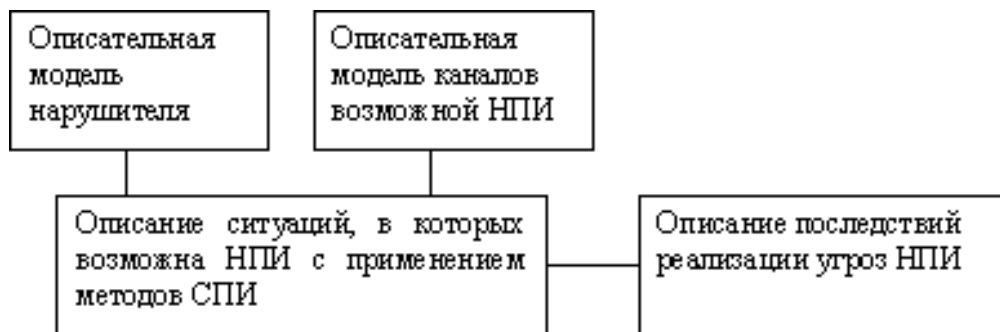 Описательная
модель
нарушителя
Описательная
модель каналов
возможной НПИ
Описание ситуаций, в которых
возможна НПИ с применением
методов СПИ
Описание последствий
реализации угроз НПИ